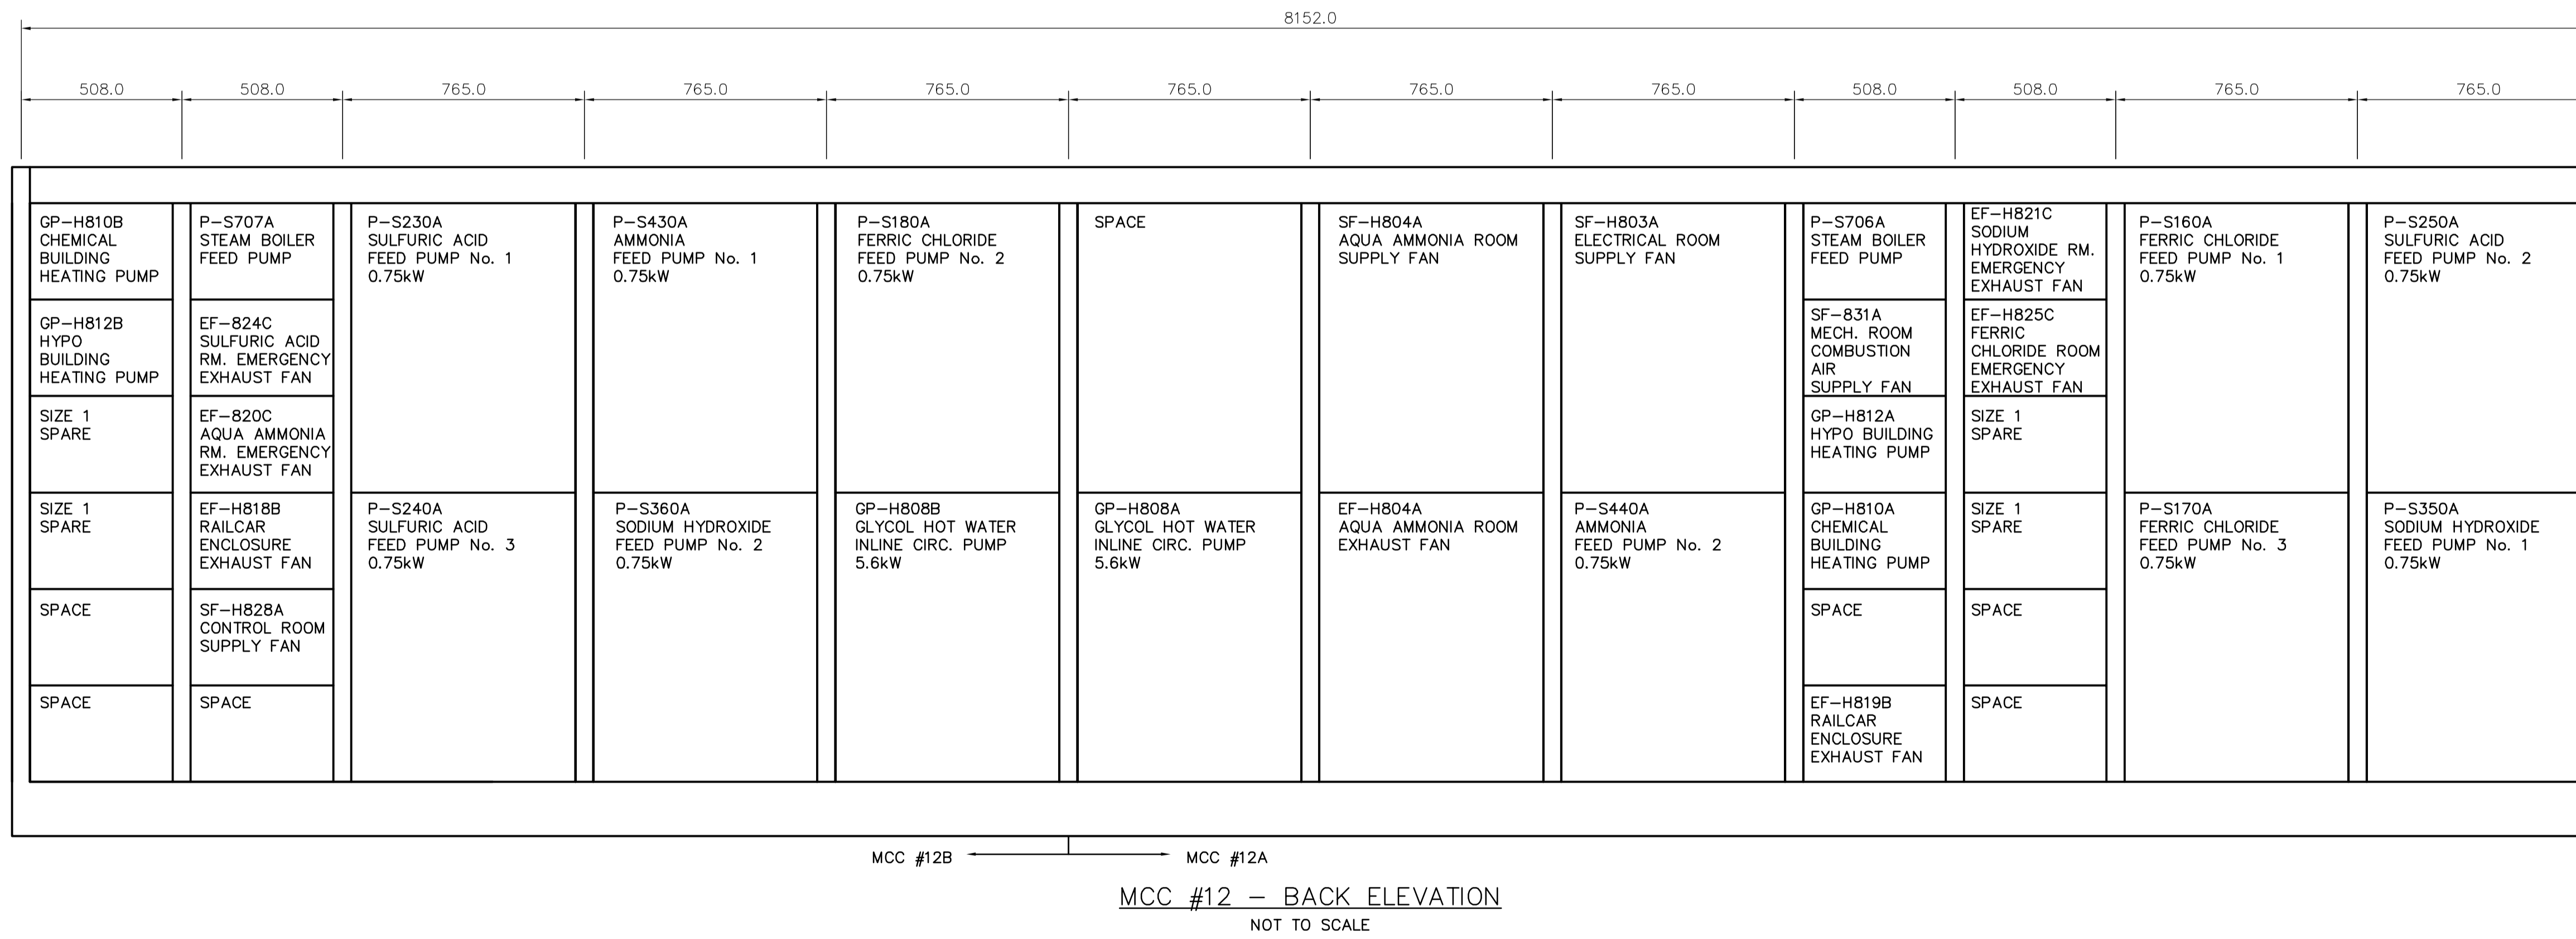 8152.0
508.0
508.0
765.0
765.0
765.0
765.0
765.0
765.0
508.0
508.0
765.0
765.0
GP-H810B
CHEMICAL
BUILDING
HEATING PUMP
GP-H812B
HYPO
BUILDING
HEATING PUMP
SIZE 1
SPARE
SIZE 1
SPARE
SPACE
SPACE
P-S707A
STEAM BOILER
FEED PUMP
EF-824C
SULFURIC ACID
RM. EMERGENCY
EXHAUST FAN
EF-820C
AQUA AMMONIA
RM. EMERGENCY
EXHAUST FAN
EF-H818B
RAILCAR
ENCLOSURE
EXHAUST FAN
SF-H828A
CONTROL ROOM
SUPPLY FAN
SPACE
P-S230A
SULFURIC ACID
FEED PUMP No. 1
0.75kW
P-S240A
SULFURIC ACID
FEED PUMP No. 3
0.75kW
P-S430A
AMMONIA
FEED PUMP No. 1
0.75kW
P-S360A
SODIUM HYDROXIDE
FEED PUMP No. 2
0.75kW
P-S180A
FERRIC CHLORIDE
FEED PUMP No. 2
0.75kW
GP-H808B
GLYCOL HOT WATER
INLINE CIRC. PUMP
5.6kW
SPACE
GP-H808A
GLYCOL HOT WATER
INLINE CIRC. PUMP
5.6kW
SF-H804A
AQUA AMMONIA ROOM
SUPPLY FAN
EF-H804A
AQUA AMMONIA ROOM
EXHAUST FAN
SF-H803A
ELECTRICAL ROOM
SUPPLY FAN
P-S440A
AMMONIA
FEED PUMP No. 2
0.75kW
P-S706A
STEAM BOILER
FEED PUMP
SF-831A
MECH. ROOM
COMBUSTION
AIR
SUPPLY FAN
GP-H812A
HYPO BUILDING
HEATING PUMP
GP-H810A
CHEMICAL
BUILDING
HEATING PUMP
SPACE
EF-H819B
RAILCAR
ENCLOSURE
EXHAUST FAN
EF-H821C
SODIUM
HYDROXIDE RM.
EMERGENCY
EXHAUST FAN
EF-H825C
FERRIC
CHLORIDE ROOM
EMERGENCY
EXHAUST FAN
SIZE 1
SPARE
SIZE 1
SPARE
SPACE
SPACE
P-S160A
FERRIC CHLORIDE
FEED PUMP No. 1
0.75kW
P-S170A
FERRIC CHLORIDE
FEED PUMP No. 3
0.75kW
P-S250A
SULFURIC ACID
FEED PUMP No. 2
0.75kW
P-S350A
SODIUM HYDROXIDE
FEED PUMP No. 1
0.75kW
MCC #12B
MCC #12A
MCC #12 - BACK ELEVATION
NOT TO SCALE